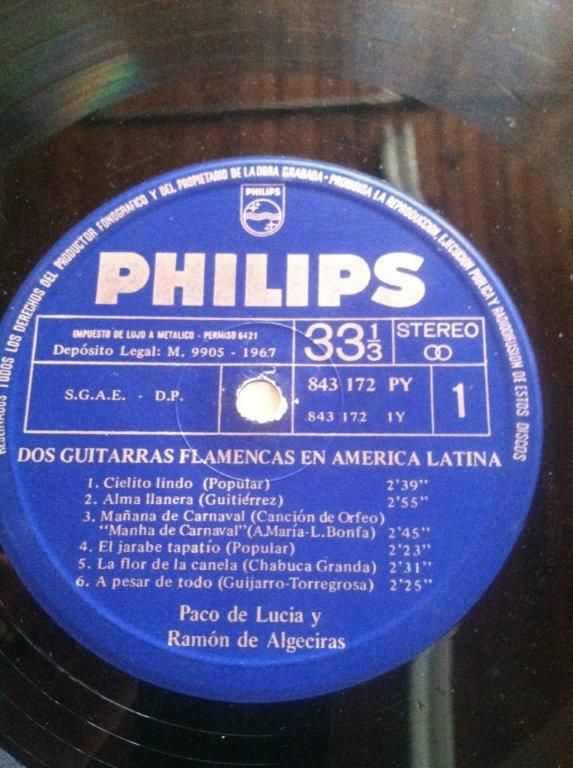 RESERVADOS TODOS LOS DERECHOS DEL PRODUCTOR FONOGRAFICO Y DEL PROPIETARIO DE LA OBRA GRABADA · PROHIBIDA LA REPRODUCCION, EJECUCION PUBLICA Y RADIODIFUSION DE ESTOS DISCOS
PHILIPS
PHILIPS
IMPUESTO DE LUJO A METALICO - PERMISO 6421
Depósito Legal: M. 9905 - 1967
33 1/3
STEREO
S.G.A.E. - D.P.
843 172 PY
843 172 1Y
1
DOS GUITARRAS FLAMENCAS EN AMERICA LATINA
1. Cielito lindo (Popular) 2'39"
2. Alma llanera (Guitiérrez) 2'55"
3. Mañana de Carnaval (Canción de Orfeo)
"Manha de Carnaval"(A.María-L.Bonfa) 2'45"
4. El jarabe tapatío (Popular) 2'23"
5. La flor de la canela (Chabuca Granda) 2'31"
6. A pesar de todo (Guijarro-Torregrosa) 2'25"
Paco de Lucia y
Ramón de Algeciras